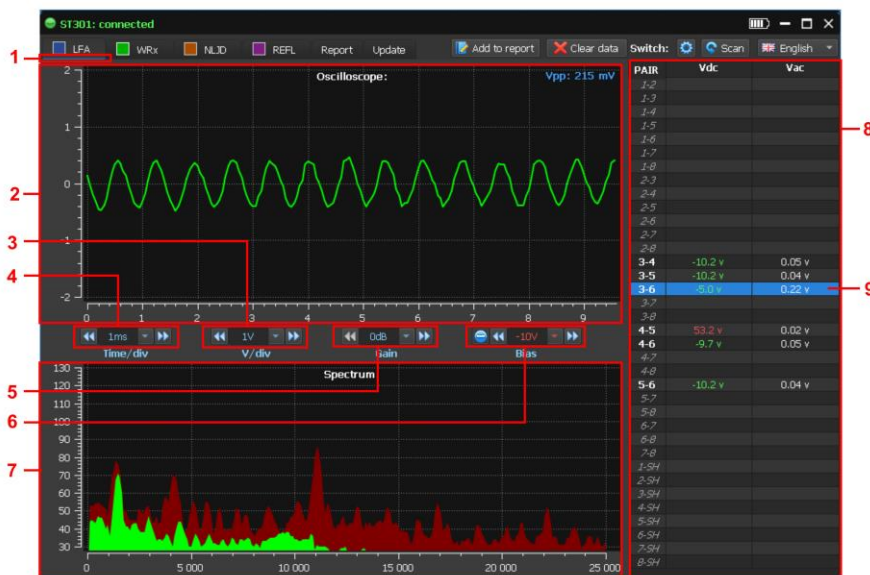 ST301: connected
LFA WRx NLJD REFL Report Update Add to report Clear data Switch: Scan English
1
Oscilloscope: Vpp: 215 mV
2
1
0
-1
-2
0 1 2 3 4 5 6 7 8 9
2
3
4
1ms 1V 0dB -10V
Time/div V/div Gain Bias
5
6
7
Spectrum
130
120
110
100
90
80
70
60
50
40
30
0 5 000 10 000 15 000 20 000 25 000
PAIR Vdc Vac
1-2
1-3
1-4
1-5
1-6
1-7
1-8
2-3
2-4
2-5
2-6
2-7
2-8
3-4 -10.2 v 0.05 v
3-5 -10.2 v 0.04 v
3-6 -5.0 v 0.22 v
3-7
3-8
4-5 53.2 v 0.02 v
4-6 -9.7 v 0.05 v
4-7
4-8
5-6 -10.2 v 0.04 v
5-7
5-8
6-7
6-8
7-8
1-SH
2-SH
3-SH
4-SH
5-SH
6-SH
7-SH
8-SH
8
9